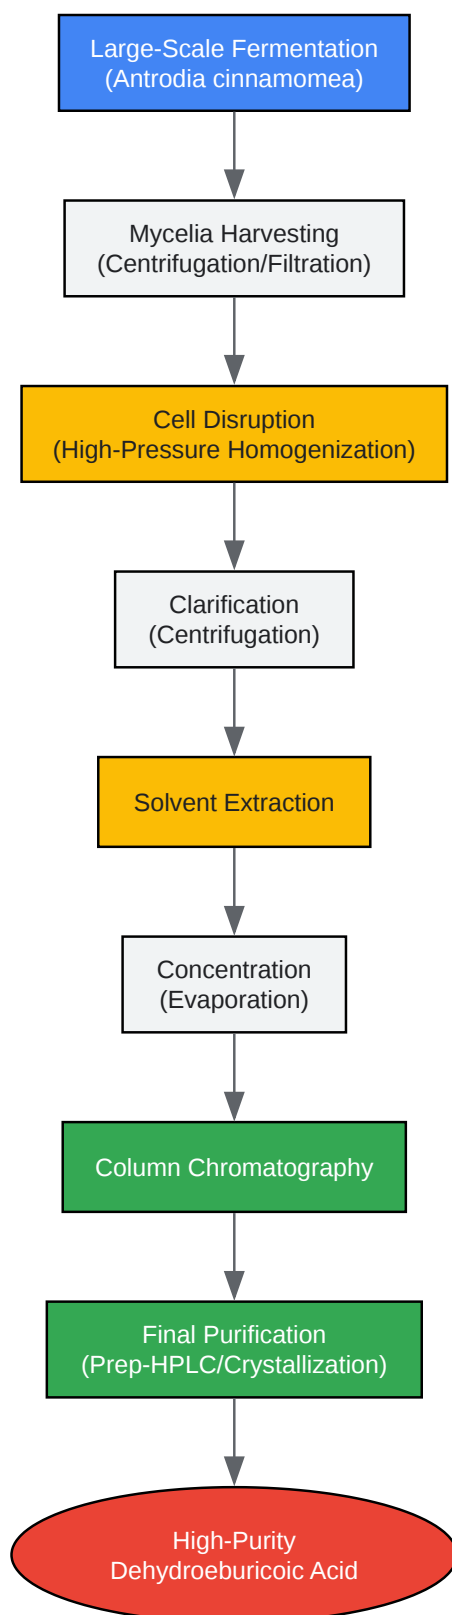 Large-Scale Fermentation
(Antrodia cinnamomea)
Mycelia Harvesting
(Centrifugation/Filtration)
Cell Disruption
(High-Pressure Homogenization)
Clarification
(Centrifugation)
Solvent Extraction
Concentration
(Evaporation)
Column Chromatography
Final Purification
(Prep-HPLC/Crystallization)
High-Purity
Dehydroeburicoic Acid